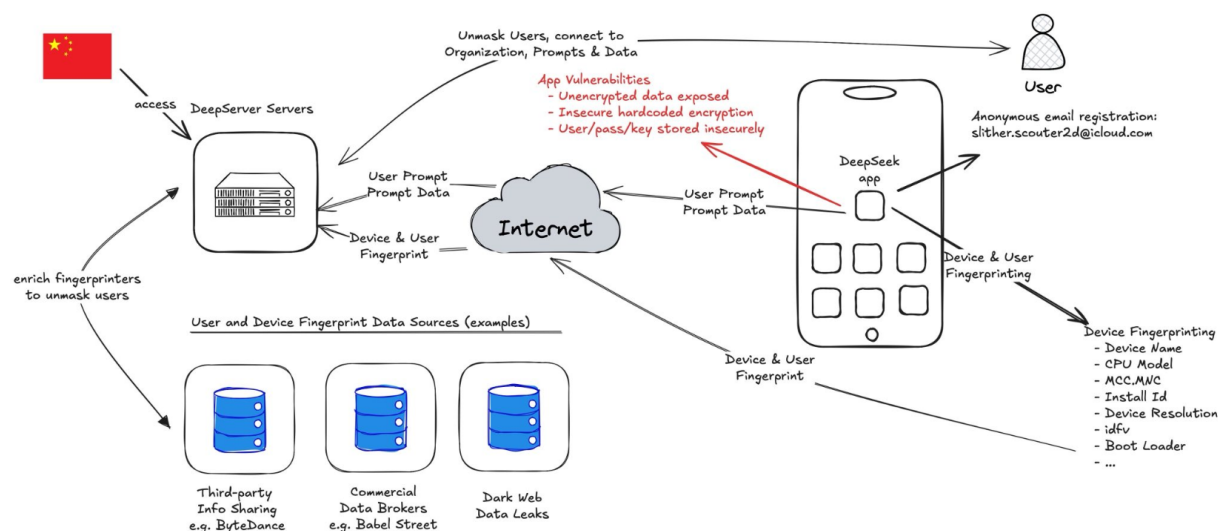 Unmask Users, connect to
Organization, Prompts & Data
User
access
DeepServer Servers
App Vulnerabilities
- Unencrypted data exposed
- Insecure hardcoded encryption
- User/pass/key stored insecurely
Anonymous email registration:
slither.scouter2d@icloud.com
DeepSeek
app
User Prompt
Prompt Data
User Prompt
Prompt Data
Internet
Device & User
Fingerprint
Device & User
Fingerprinting
enrich fingerprinters
to unmask users
User and Device Fingerprint Data Sources (examples)
Device & User
Fingerprint
Device Fingerprinting
- Device Name
- CPU Model
- MCC.MNC
- Install Id
- Device Resolution
- idfv
- Boot Loader
- ...
Third-party
Info Sharing
e.g. ByteDance
Commercial
Data Brokers
e.g. Babel Street
Dark Web
Data Leaks